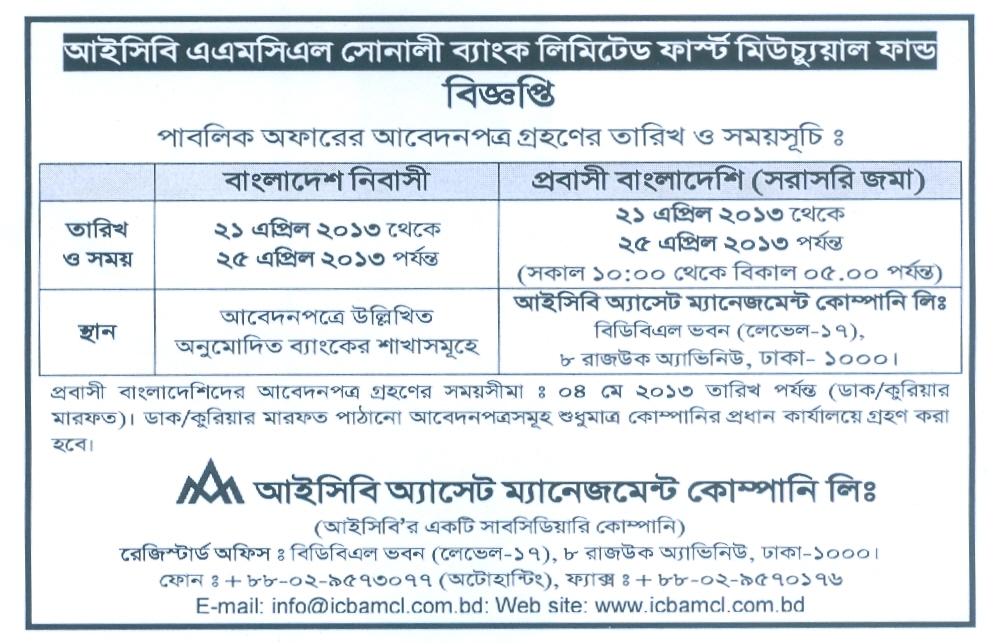 আইসিবি এএমসিএল সোনালী ব্যাংক লিমিটেড ফার্স্ট মিউচ্যুয়াল ফান্ড
বিজ্ঞপ্তি
পাবলিক অফারের আবেদনপত্র গ্রহণের তারিখ ও সময়সূচি ঃ
বাংলাদেশ নিবাসী
প্রবাসী বাংলাদেশি (সরাসরি জমা)
তারিখ
ও সময়
২১ এপ্রিল ২০১৩ থেকে
২৫ এপ্রিল ২০১৩ পর্যন্ত
২১ এপ্রিল ২০১৩ থেকে
২৫ এপ্রিল ২০১৩ পর্যন্ত
(সকাল ১০:০০ থেকে বিকাল ০৫.০০ পর্যন্ত)
স্থান
আবেদনপত্রে উল্লিখিত
অনুমোদিত ব্যাংকের শাখাসমূহে
আইসিবি অ্যাসেট ম্যানেজমেন্ট কোম্পানি লিঃ
বিডিবিএল ভবন (লেভেল-১৭),
৮ রাজউক অ্যাভিনিউ, ঢাকা- ১০০০।
প্রবাসী বাংলাদেশিদের আবেদনপত্র গ্রহণের সময়সীমা ঃ ০৪ মে ২০১৩ তারিখ পর্যন্ত (ডাক/কুরিয়ার
মারফত)। ডাক/কুরিয়ার মারফত পাঠানো আবেদনপত্রসমূহ শুধুমাত্র কোম্পানির প্রধান কার্যালয়ে গ্রহণ করা
হবে।
আইসিবি অ্যাসেট ম্যানেজমেন্ট কোম্পানি লিঃ
(আইসিবি'র একটি সাবসিডিয়ারি কোম্পানি)
রেজিস্টার্ড অফিস ঃ বিডিবিএল ভবন (লেভেল-১৭), ৮ রাজউক অ্যাভিনিউ, ঢাকা-১০০০।
ফোন ঃ + ৮৮-০২-৯৫৭৩০৭৭ (অটোহান্টিং), ফ্যাক্স ঃ + ৮৮-০২-৯৫৭০১৭৬
E-mail: info@icbamcl.com.bd: Web site: www.icbamcl.com.bd